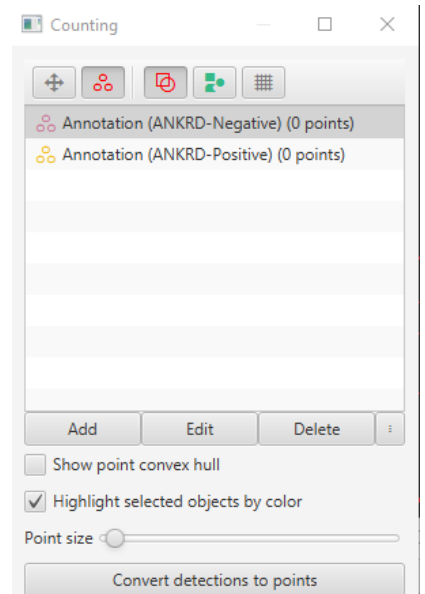 Counting
Annotation (ANKRD-Negative) (0 points)
Annotation (ANKRD-Positive) (0 points)
Add Edit Delete
Show point convex hull
Highlight selected objects by color
Point size
Convert detections to points